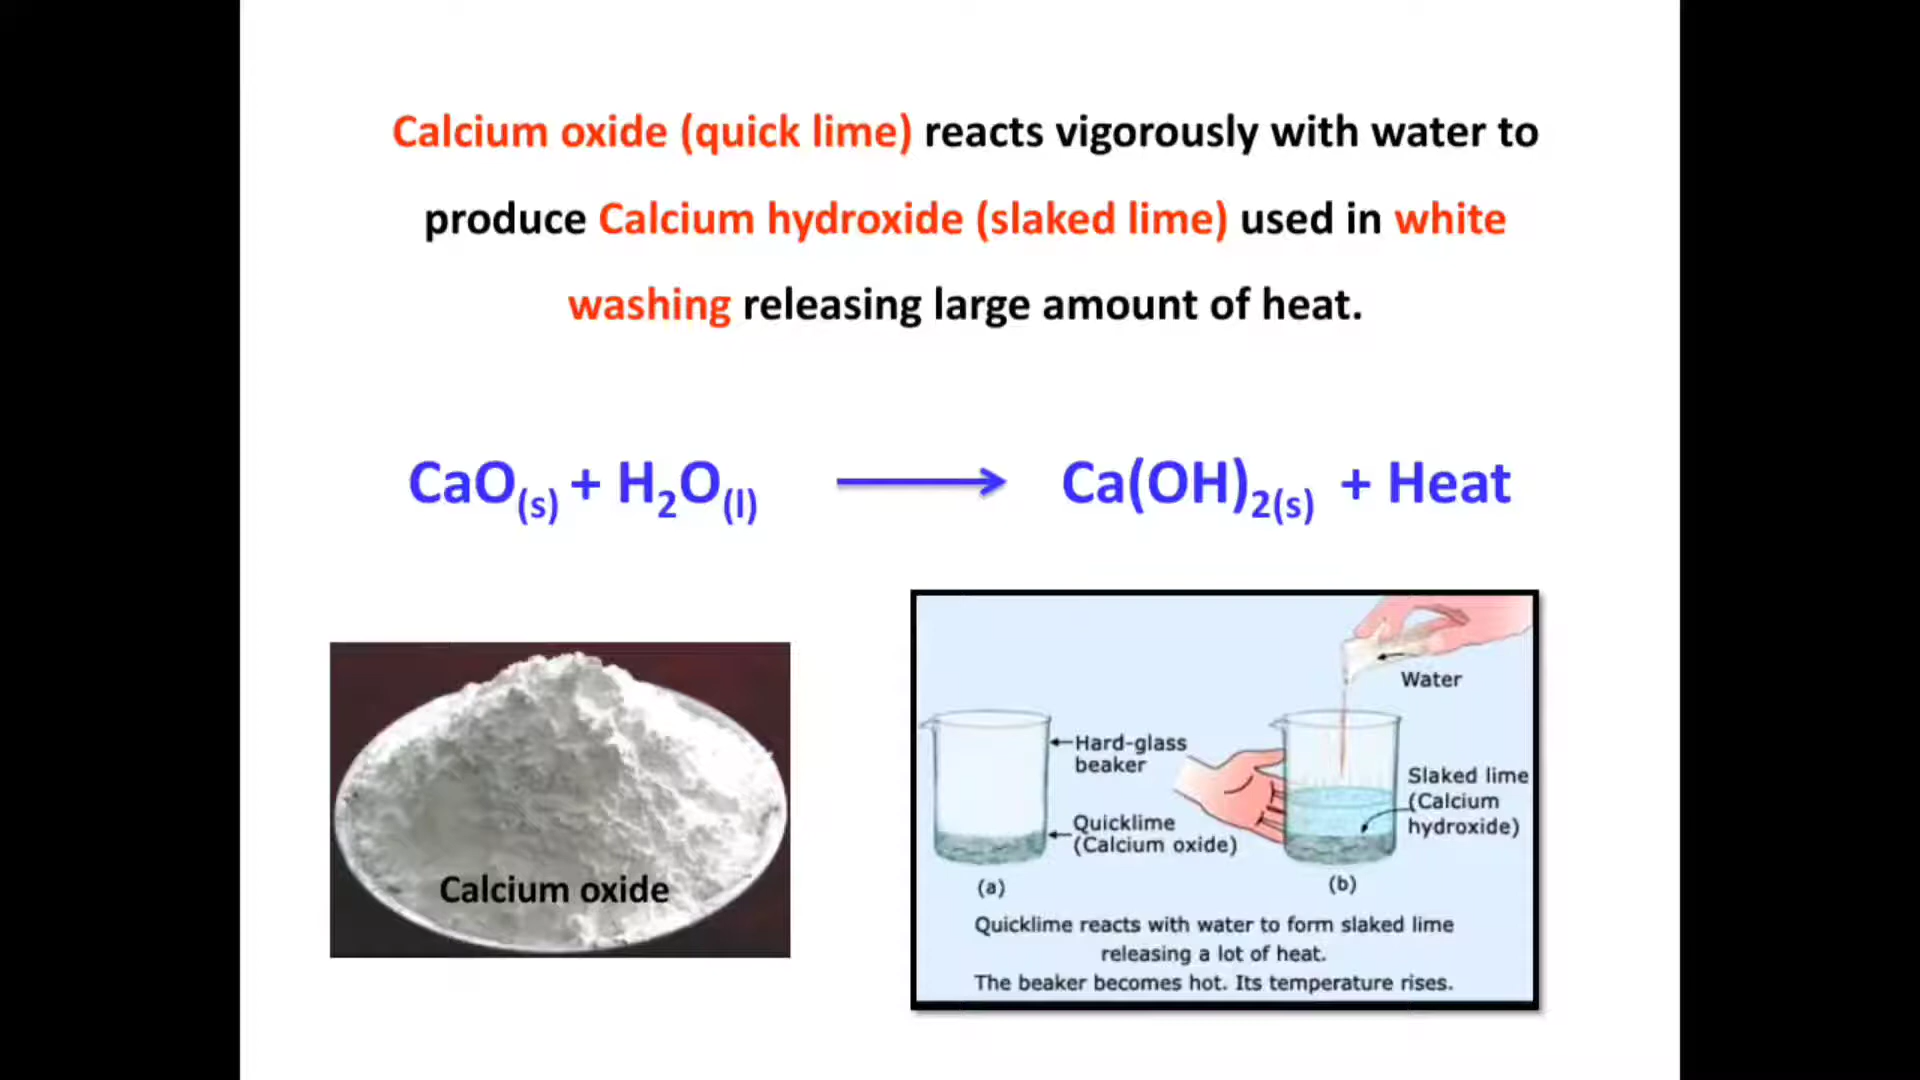 Calcium oxide (quick lime) reacts vigorously with water to
produce Calcium hydroxide (slaked lime) used in white
washing releasing large amount of heat.
CaO(s) + H2O(l) → Ca(OH)2(s) + Heat
Calcium oxide
Water
Hard-glass
beaker
Quicklime
(Calcium oxide)
Slaked lime
(Calcium
hydroxide)
(a)
(b)
Quicklime reacts with water to form slaked lime
releasing a lot of heat.
The beaker becomes hot. Its temperature rises.